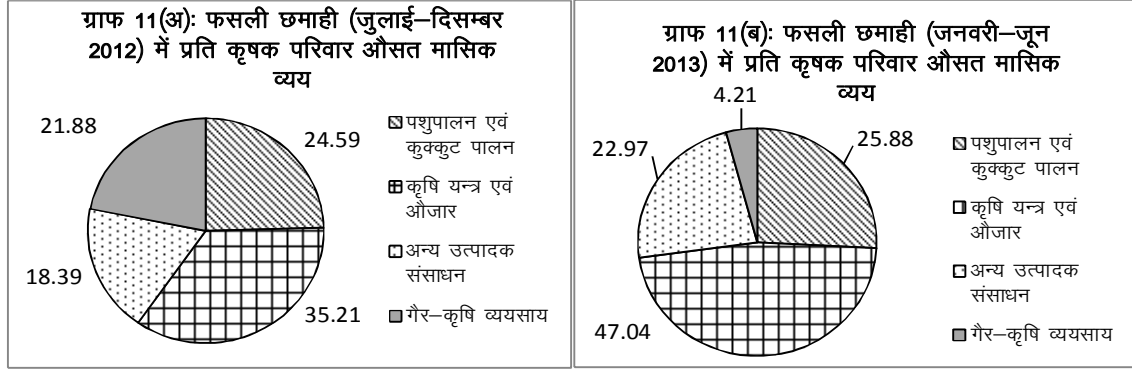 ग्राफ 11(अ): फसली छमाही (जुलाई–दिसम्बर
2012) में प्रति कृषक परिवार औसत मासिक
व्यय
21.88
24.59
18.39
35.21
पशुपालन एवं
कुक्कुट पालन
कृषि यन्त्र एवं
औजार
अन्य उत्पादक
संसाधन
गैर–कृषि व्ययसाय
ग्राफ 11(ब): फसली छमाही (जनवरी–जून
2013) में प्रति कृषक परिवार औसत मासिक
व्यय
4.21
22.97
25.88
47.04
पशुपालन एवं
कुक्कुट पालन
कृषि यन्त्र एवं
औजार
अन्य उत्पादक
संसाधन
गैर–कृषि व्ययसाय